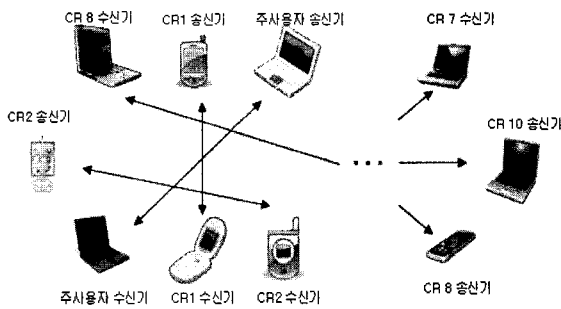 CR 8 수신기
CR1 송신기
주사용자 송신기
CR 7 수신기
CR2 송신기
CR 10 송신기
주사용자 수신기
CR1 수신기
CR2 수신기
CR 8 송신기